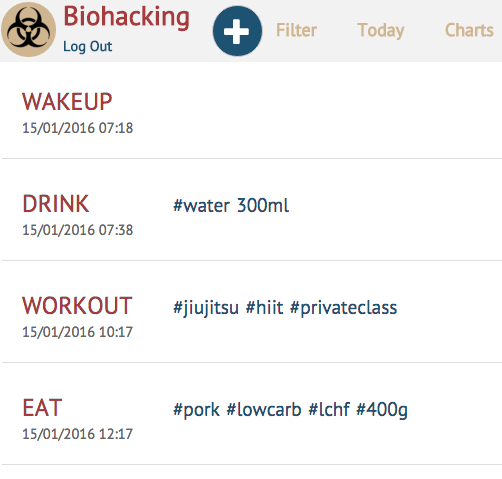 Biohacking
Log Out
Filter Today Charts
WAKEUP
15/01/2016 07:18
DRINK #water 300ml
15/01/2016 07:38
WORKOUT #jiujitsu #hiit #privateclass
15/01/2016 10:17
EAT #pork #lowcarb #lchf #400g
15/01/2016 12:17